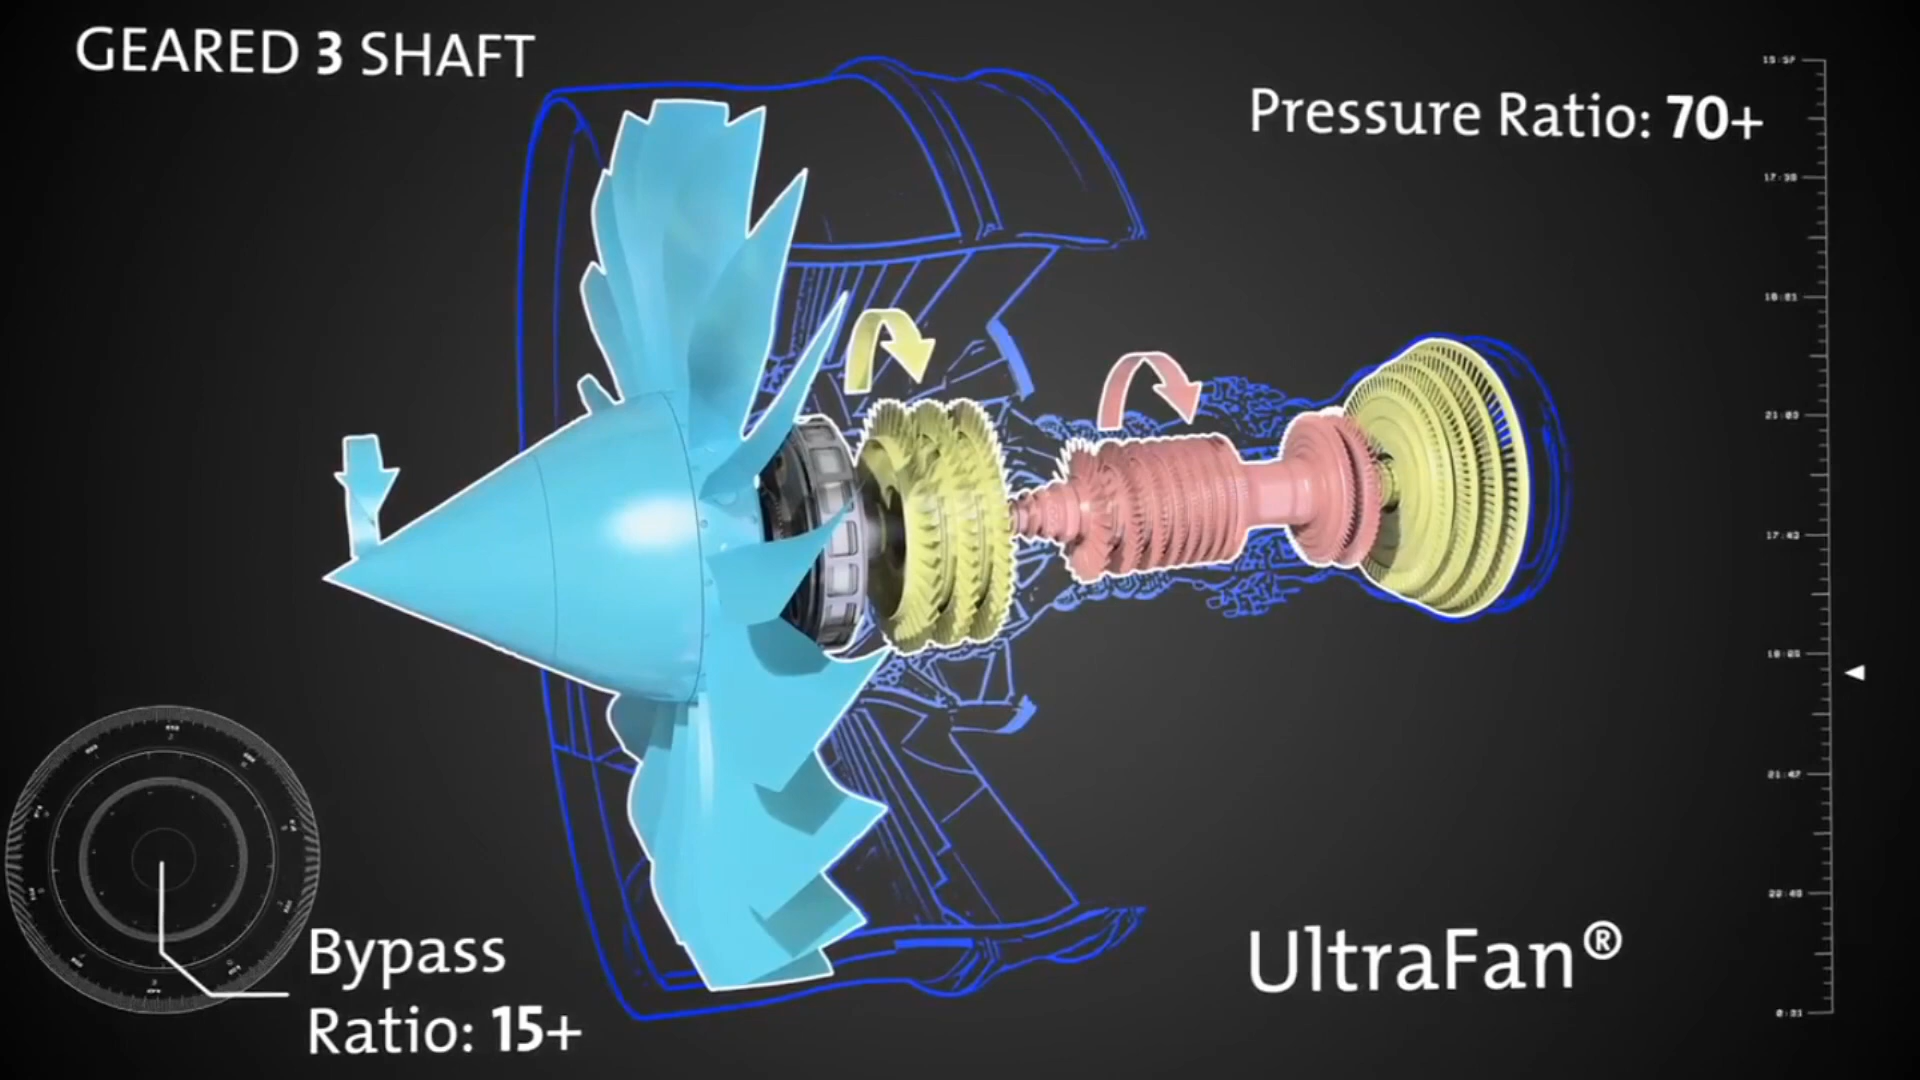 GEARED 3 SHAFT
Pressure Ratio: 70+
UltraFan®
Bypass
Ratio: 15+